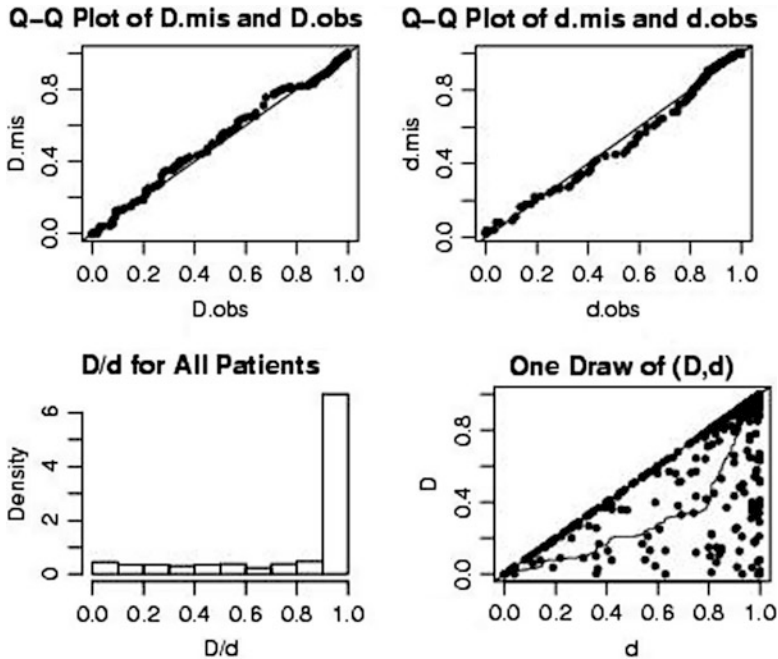 Q-Q Plot of D.mis and D.obs
D.mis
0.8
0.4
0.0
0.0 0.2 0.4 0.6 0.8 1.0
D.obs
Q-Q Plot of d.mis and d.obs
d.mis
0.8
0.4
0.0
0.0 0.2 0.4 0.6 0.8 1.0
d.obs
D/d for All Patients
Density
6
4
2
0
0.0 0.2 0.4 0.6 0.8 1.0
D/d
One Draw of (D,d)
D
0.8
0.4
0.0
0.0 0.2 0.4 0.6 0.8 1.0
d